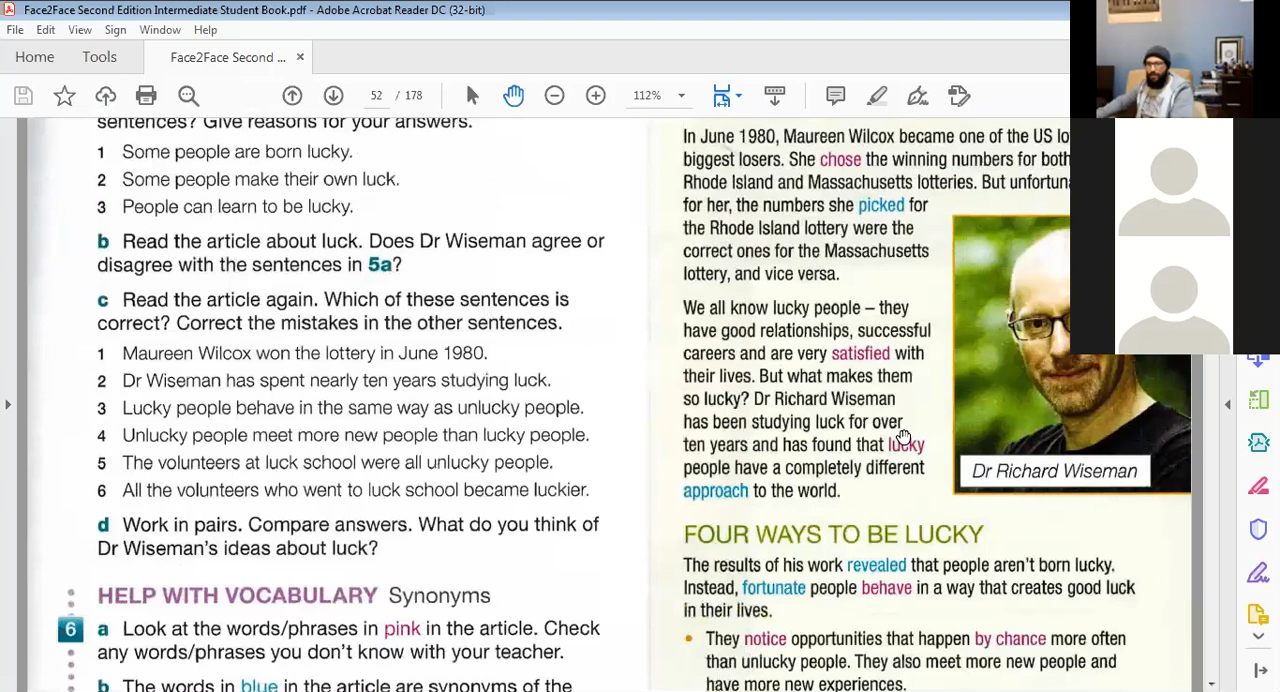 Face2Face Second Edition Intermediate Student Book.pdf - Adobe Acrobat Reader DC (32-bit)
File Edit View Sign Window Help
Home Tools Face2Face Second ... ×
52 / 178 112%
sentences? Give reasons for your answers.
1 Some people are born lucky.
2 Some people make their own luck.
3 People can learn to be lucky.
b Read the article about luck. Does Dr Wiseman agree or
disagree with the sentences in 5a?
c Read the article again. Which of these sentences is
correct? Correct the mistakes in the other sentences.
1 Maureen Wilcox won the lottery in June 1980.
2 Dr Wiseman has spent nearly ten years studying luck.
3 Lucky people behave in the same way as unlucky people.
4 Unlucky people meet more new people than lucky people.
5 The volunteers at luck school were all unlucky people.
6 All the volunteers who went to luck school became luckier.
d Work in pairs. Compare answers. What do you think of
Dr Wiseman's ideas about luck?
HELP WITH VOCABULARY Synonyms
6 a Look at the words/phrases in pink in the article. Check
any words/phrases you don't know with your teacher.
b The words in blue in the article are synonyms of the
In June 1980, Maureen Wilcox became one of the US lo
biggest losers. She chose the winning numbers for both
Rhode Island and Massachusetts lotteries. But unfortun
for her, the numbers she picked for
the Rhode Island lottery were the
correct ones for the Massachusetts
lottery, and vice versa.
We all know lucky people – they
have good relationships, successful
careers and are very satisfied with
their lives. But what makes them
so lucky? Dr Richard Wiseman
has been studying luck for over
ten years and has found that lucky
people have a completely different
approach to the world.
Dr Richard Wiseman
FOUR WAYS TO BE LUCKY
The results of his work revealed that people aren't born lucky.
Instead, fortunate people behave in a way that creates good luck
in their lives.
• They notice opportunities that happen by chance more often
than unlucky people. They also meet more new people and
have more new experiences.